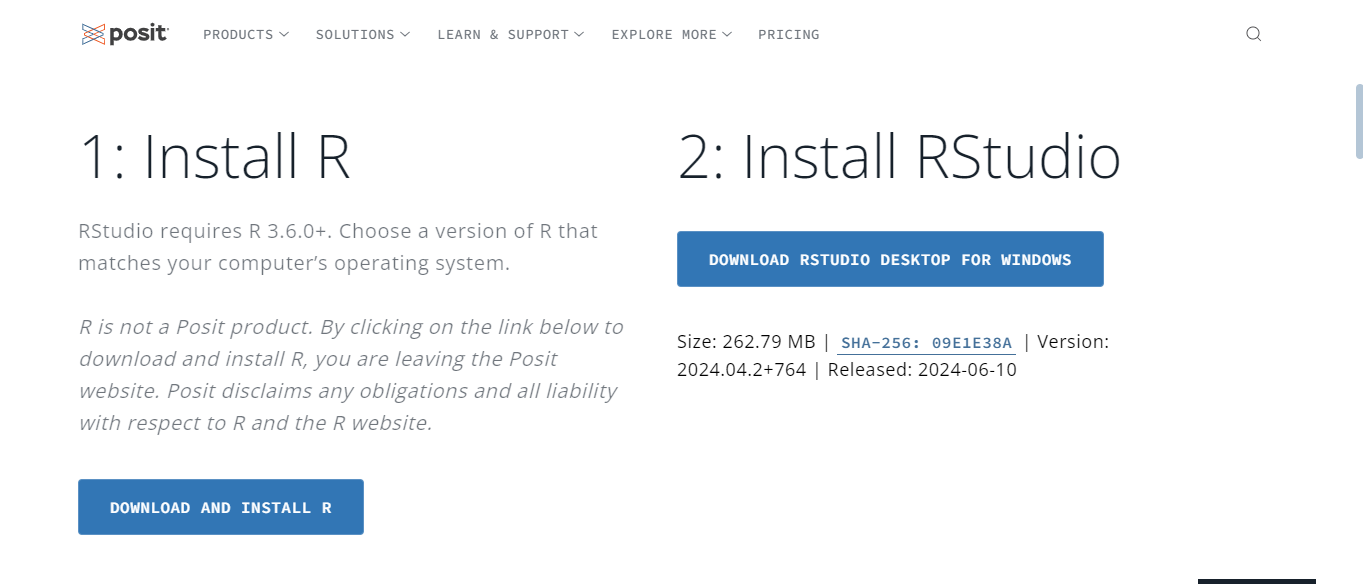 posit
PRODUCTS
SOLUTIONS
LEARN & SUPPORT
EXPLORE MORE
PRICING
1: Install R
RStudio requires R 3.6.0+. Choose a version of R that
matches your computer’s operating system.
R is not a Posit product. By clicking on the link below to
download and install R, you are leaving the Posit
website. Posit disclaims any obligations and all liability
with respect to R and the R website.
DOWNLOAD AND INSTALL R
2: Install RStudio
DOWNLOAD RSTUDIO DESKTOP FOR WINDOWS
Size: 262.79 MB | SHA-256: 09E1E38A | Version:
2024.04.2+764 | Released: 2024-06-10